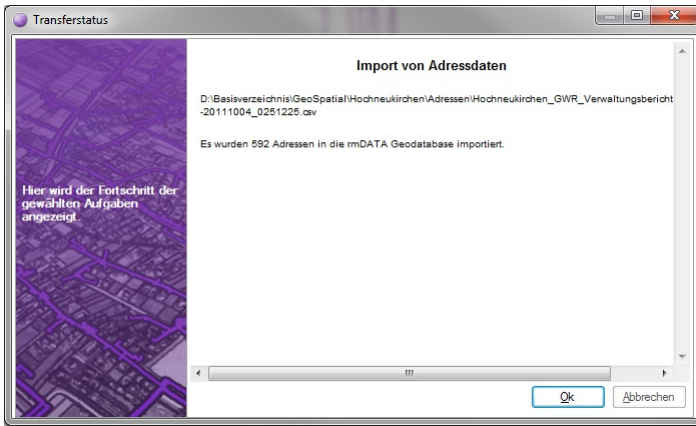 Transferstatus
Import von Adressdaten
D:\Basisverzeichnis\GeoSpatial\Hochneukirchen\Adressen\Hochneukirchen_GWR_Verwaltungsbericht
-20111004_0251225.csv
Es wurden 592 Adressen in die rmDATA Geodatabase importiert.
Hier wird der Fortschritt der
gewählten Aufgaben
angezeigt.
Ok
Abbrechen